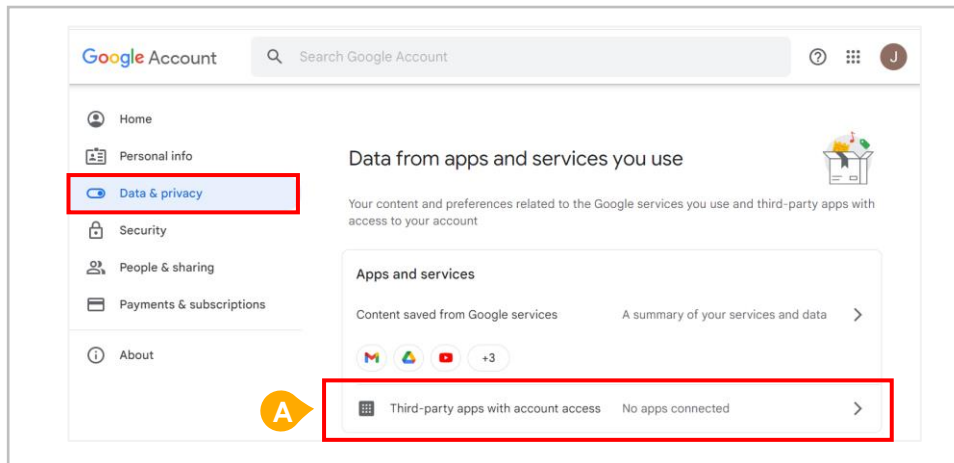 Google Account
Search Google Account
J
Home
Personal info
Data & privacy
Security
People & sharing
Payments & subscriptions
About
Data from apps and services you use
Your content and preferences related to the Google services you use and third-party apps with
access to your account
Apps and services
Content saved from Google services A summary of your services and data
+3
A
Third-party apps with account access No apps connected